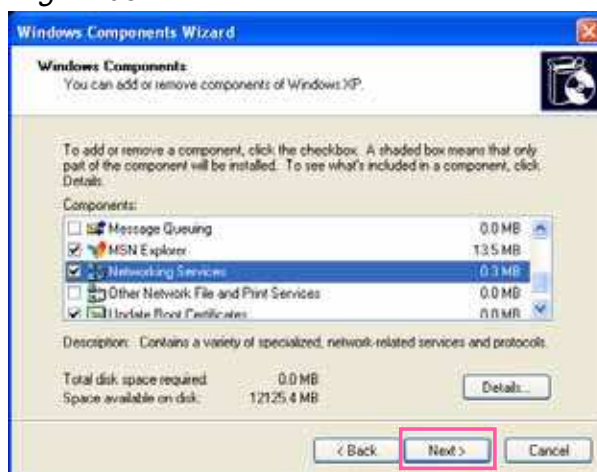 Windows Components Wizard
Windows Components
You can add or remove components of Windows XP.
To add or remove a component, click the checkbox. A shaded box means that only
part of the component will be installed. To see what's included in a component, click
Details.
Components:
Message Queuing 0.0 MB
MSN Explorer 13.5 MB
Networking Services 0.3 MB
Other Network File and Print Services 0.0 MB
Update Root Certificates 0.0 MB
Description: Contains a variety of specialized, network-related services and protocols.
Total disk space required: 0.0 MB
Space available on disk: 12125.4 MB
Details...
< Back Next > Cancel